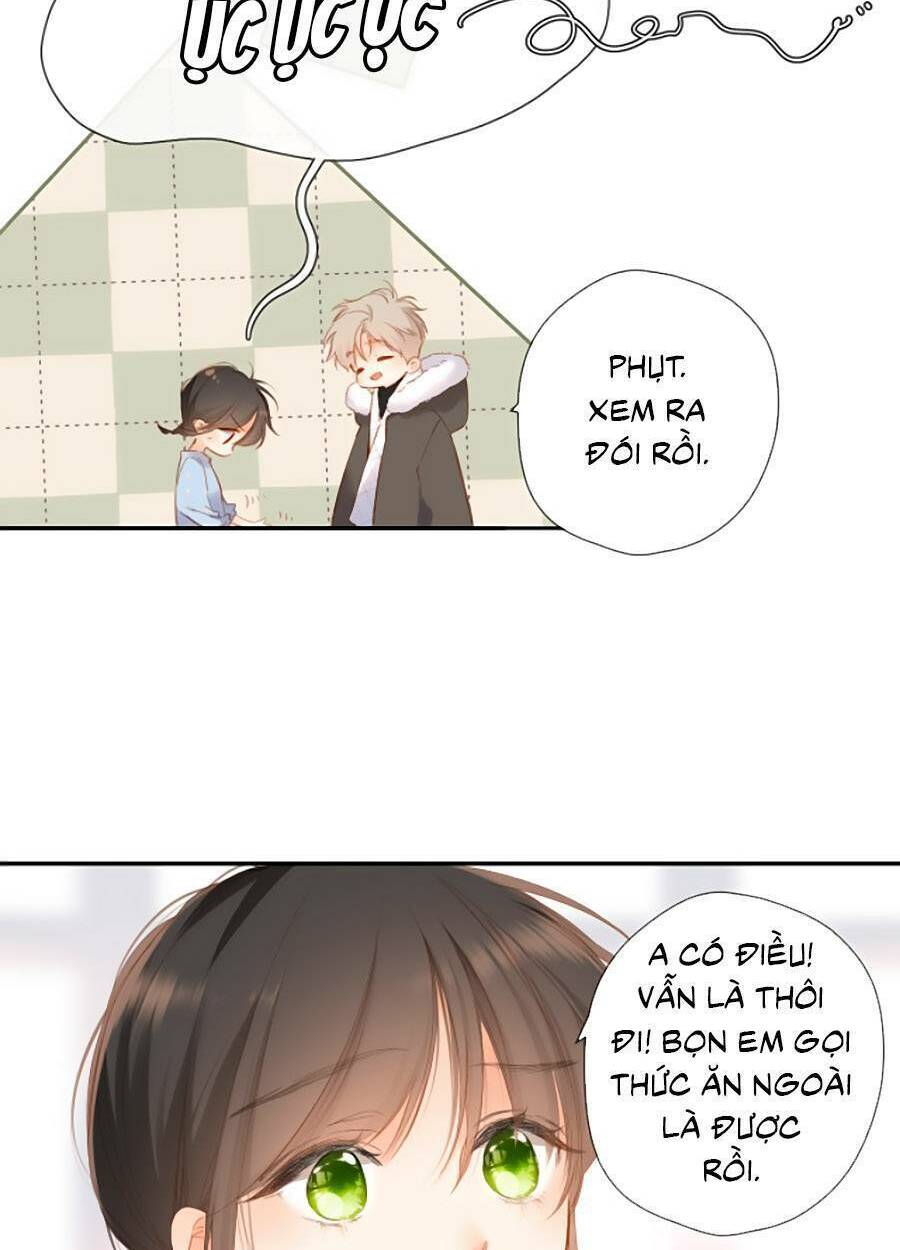 ỤC ỤC ỤC
PHỤT.
XEM RA
ĐÓI RỒI.
A CÓ ĐIỀU!
VẪN LÀ THÔI
ĐI! BỌN EM GỌI
THỨC ĂN NGOÀI
LÀ ĐƯỢC
RỒI.